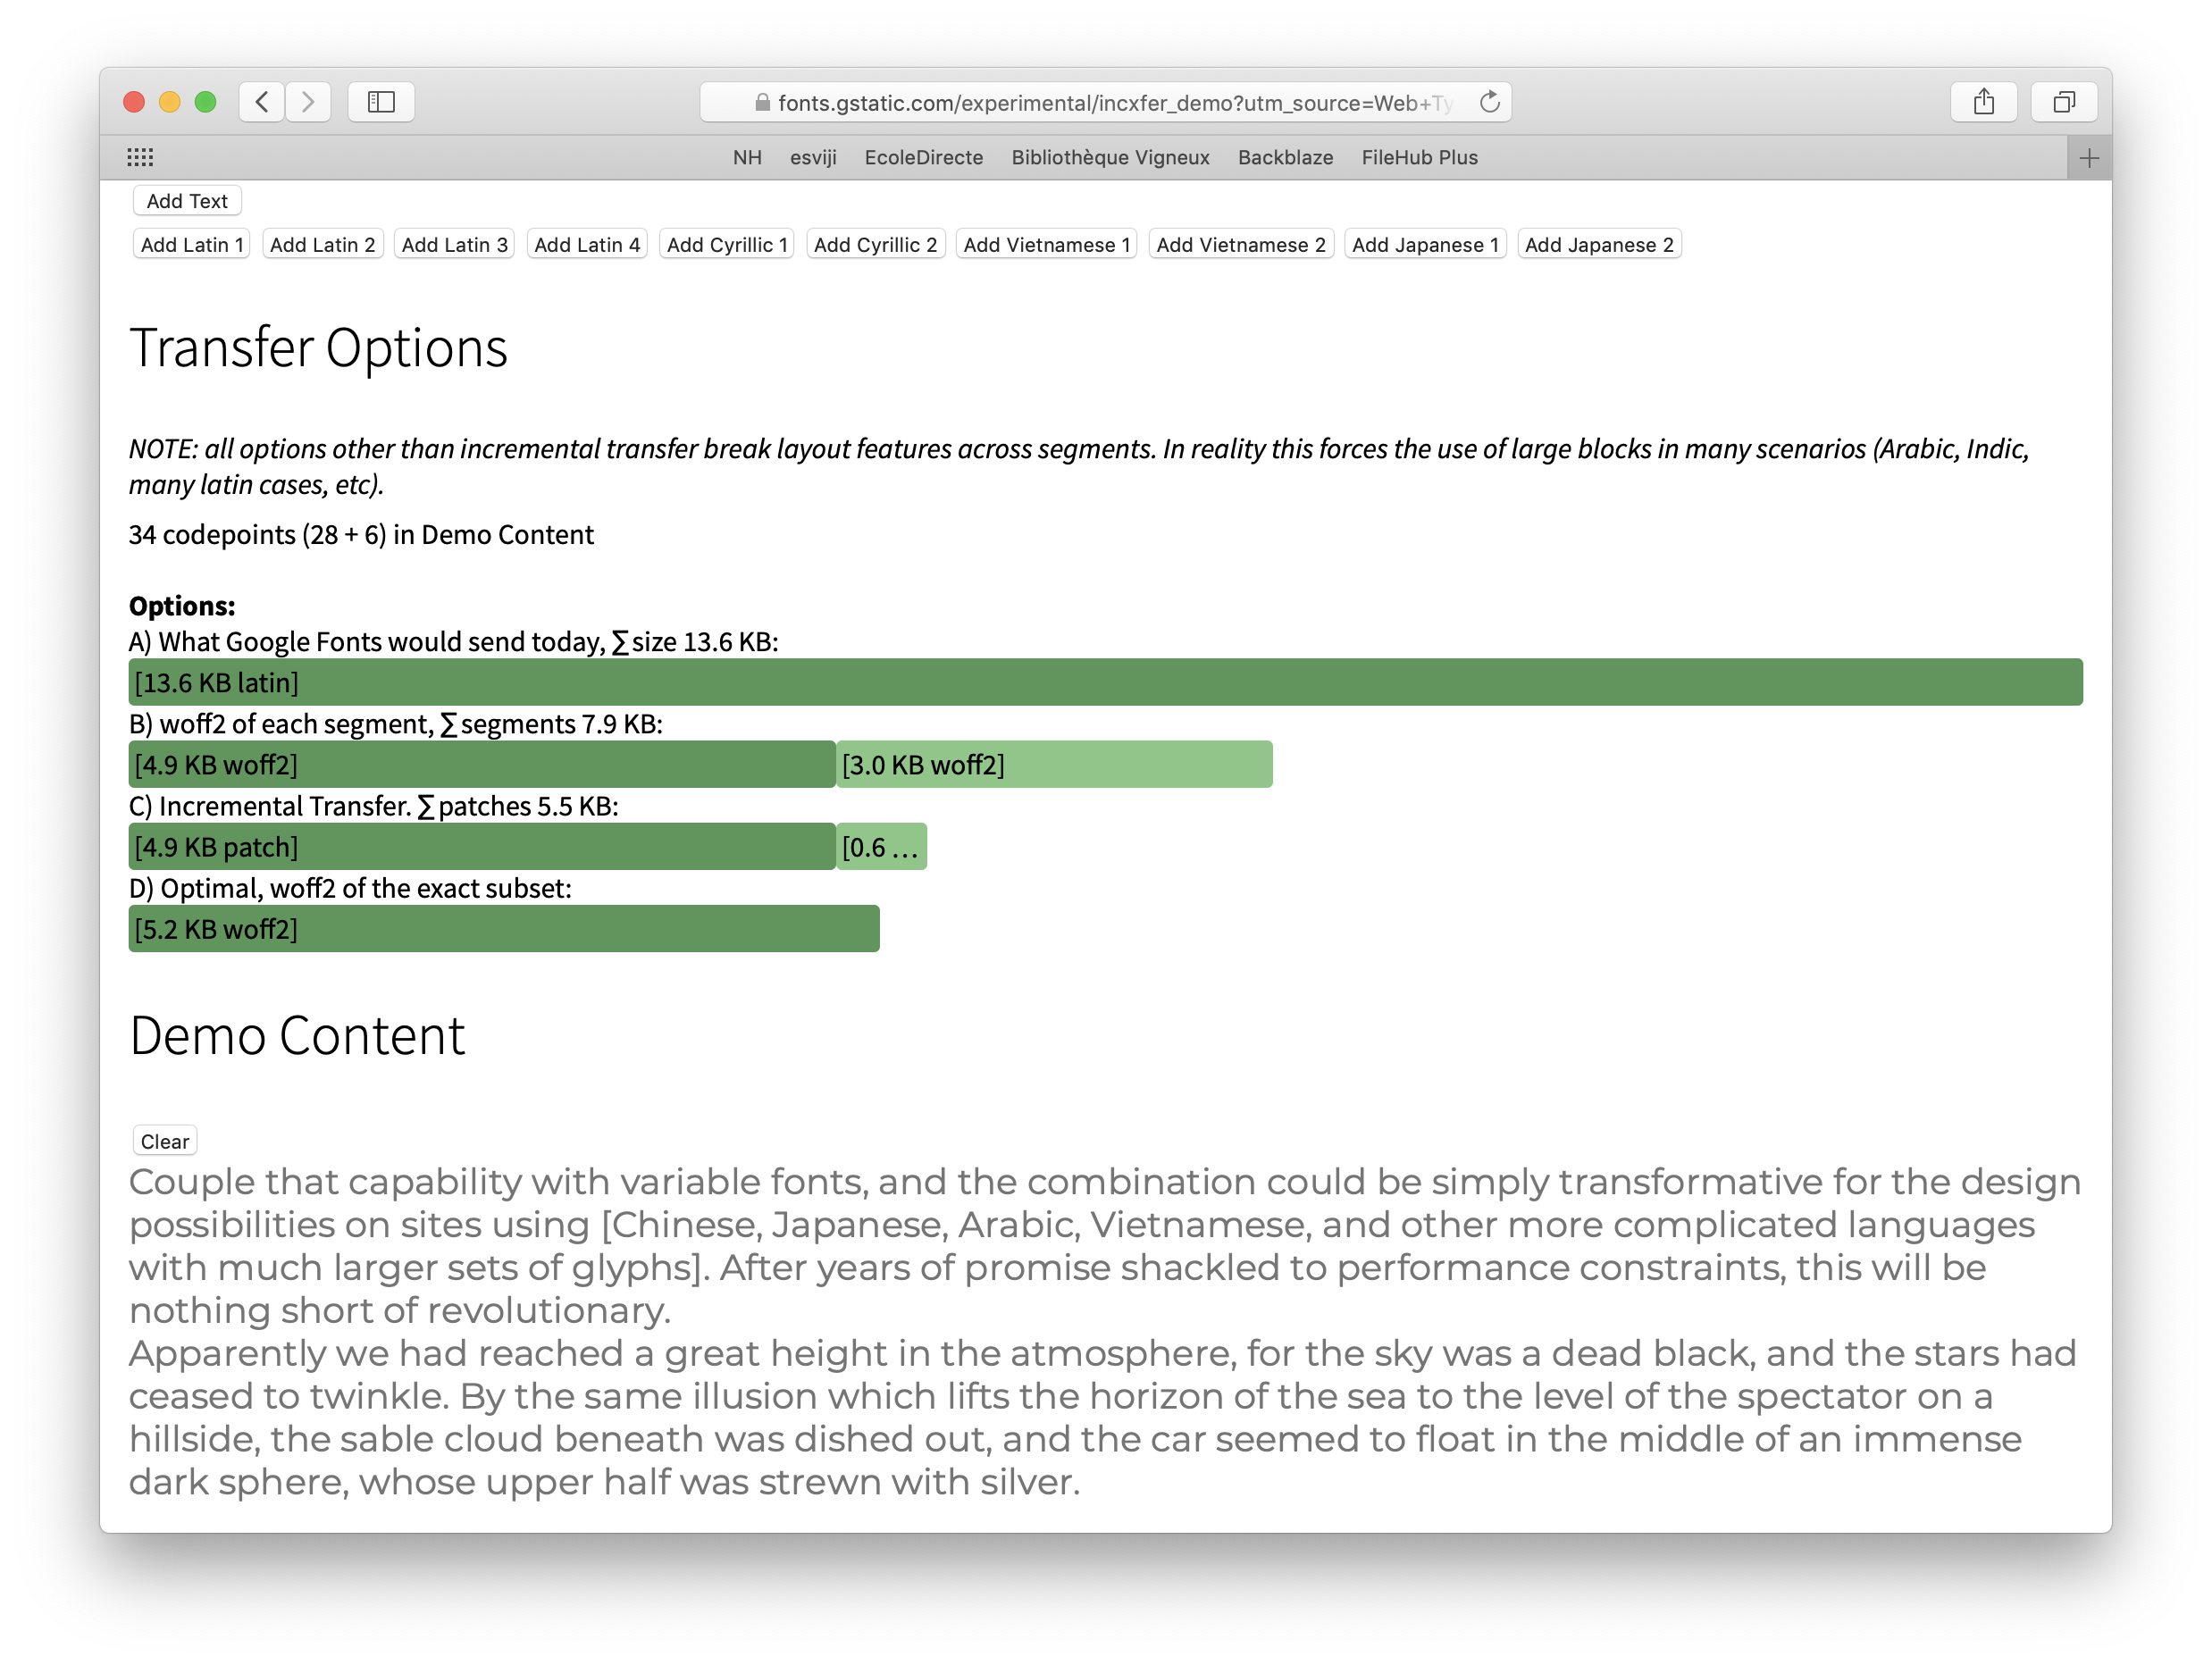 fonts.gstatic.com/experimental/incxfer_demo?utm_source=Web+Ty
NH esviji EcoleDirecte Bibliothèque Vigneux Backblaze FileHub Plus
Add Text
Add Latin 1 Add Latin 2 Add Latin 3 Add Latin 4 Add Cyrillic 1 Add Cyrillic 2 Add Vietnamese 1 Add Vietnamese 2 Add Japanese 1 Add Japanese 2
Transfer Options
NOTE: all options other than incremental transfer break layout features across segments. In reality this forces the use of large blocks in many scenarios (Arabic, Indic,
many latin cases, etc).
34 codepoints (28 + 6) in Demo Content
Options:
A) What Google Fonts would send today, ∑size 13.6 KB:
[13.6 KB latin]
B) woff2 of each segment, ∑segments 7.9 KB:
[4.9 KB woff2] [3.0 KB woff2]
C) Incremental Transfer. ∑patches 5.5 KB:
[4.9 KB patch] [0.6 …
D) Optimal, woff2 of the exact subset:
[5.2 KB woff2]
Demo Content
Clear
Couple that capability with variable fonts, and the combination could be simply transformative for the design
possibilities on sites using [Chinese, Japanese, Arabic, Vietnamese, and other more complicated languages
with much larger sets of glyphs]. After years of promise shackled to performance constraints, this will be
nothing short of revolutionary.
Apparently we had reached a great height in the atmosphere, for the sky was a dead black, and the stars had
ceased to twinkle. By the same illusion which lifts the horizon of the sea to the level of the spectator on a
hillside, the sable cloud beneath was dished out, and the car seemed to float in the middle of an immense
dark sphere, whose upper half was strewn with silver.